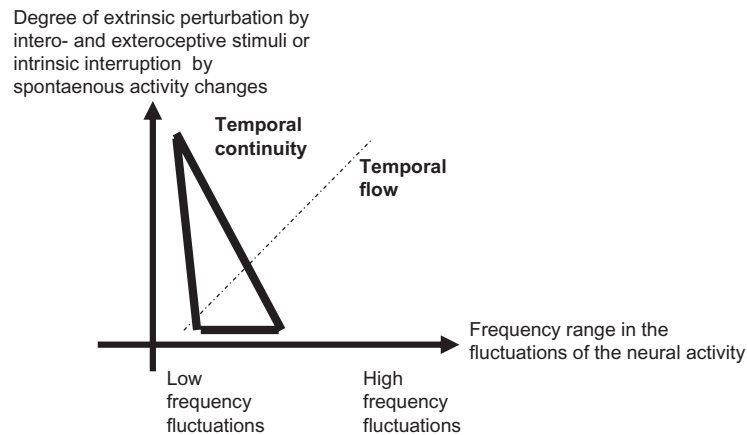 Degree of extrinsic perturbation by
intero- and exteroceptive stimuli or
intrinsic interruption by
spontaenous activity changes
Temporal
continuity
Temporal
flow
Frequency range in the
fluctuations of the neural activity
Low
frequency
fluctuations
High
frequency
fluctuations